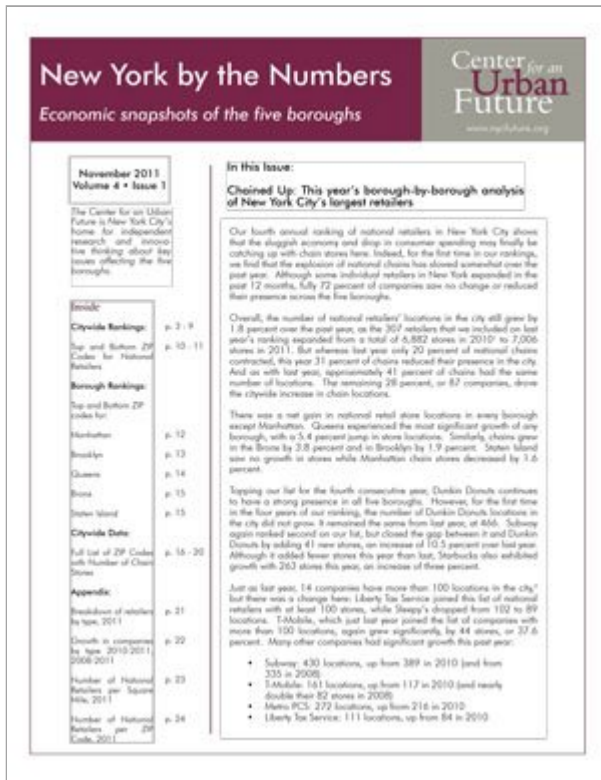 New York by the Numbers
Economic snapshots of the five boroughs
Center for an
Urban
Future
www.nycfuture.org
November 2011
Volume 4 • Issue 1
The Center for an Urban
Future is New York City's
home for independent
research and innova-
tive thinking about key
issues affecting the five
boroughs.
Inside
Citywide Rankings: p. 2 - 9
Top and Bottom ZIP p. 10 - 11
Codes for National
Retailers
Borough Rankings:
Top and Bottom ZIP
codes for:
Manhattan p. 12
Brooklyn p. 13
Queens p. 14
Bronx p. 15
Staten Island p. 15
Citywide Data:
Full List of ZIP Codes p. 16 - 20
with Number of Chain
Stores
Appendix:
Breakdown of retailers p. 21
by type, 2011
Growth in companies p. 22
by type 2010-2011,
2008-2011
Number of National p. 23
Retailers per Square
Mile, 2011
Number of National p. 24
Retailers per ZIP
Code, 2011
In this Issue:
Chained Up: This year's borough-by-borough analysis
of New York City's largest retailers
Our fourth annual ranking of national retailers in New York City shows
that the sluggish economy and drop in consumer spending may finally be
catching up with chain stores here. Indeed, for the first time in our rankings,
we find that the explosion of national chains has slowed somewhat over the
past year. Although some individual retailers in New York expanded in the
past 12 months, fully 72 percent of companies saw no change or reduced
their presence across the five boroughs.
Overall, the number of national retailers' locations in the city still grew by
1.8 percent over the past year, as the 307 retailers that we included on last
year's ranking expanded from a total of 6,882 stores in 2010 to 7,006
stores in 2011. But whereas last year only 20 percent of national chains
contracted, this year 31 percent of chains reduced their presence in the city.
And as with last year, approximately 41 percent of chains had the same
number of locations. The remaining 28 percent, or 87 companies, drove
the citywide increase in chain locations.
There was a net gain in national retail store locations in every borough
except Manhattan. Queens experienced the most significant growth of any
borough, with a 5.4 percent jump in store locations. Similarly, chains grew
in the Bronx by 3.8 percent and in Brooklyn by 1.9 percent. Staten Island
saw no growth in stores while Manhattan chain stores decreased by 1.6
percent.
Topping our list for the fourth consecutive year, Dunkin Donuts continues
to have a strong presence in all five boroughs. However, for the first time
in the four years of our ranking, the number of Dunkin Donuts locations in
the city did not grow. It remained the same from last year, at 466. Subway
again ranked second on our list, but closed the gap between it and Dunkin
Donuts by adding 41 new stores, an increase of 10.5 percent over last year.
Although it added fewer stores this year than last, Starbucks also exhibited
growth with 263 stores this year, an increase of three percent.
Just as last year, 14 companies have more than 100 locations in the city,
but there was a change here: Liberty Tax Service joined this list of national
retailers with at least 100 stores, while Sleepy's dropped from 102 to 89
locations. T-Mobile, which just last year joined the list of companies with
more than 100 locations, again grew significantly, by 44 stores, or 37.6
percent. Many other companies had significant growth this past year:
• Subway: 430 locations, up from 389 in 2010 (and from
335 in 2008)
• T-Mobile: 161 locations, up from 117 in 2010 (and nearly
double their 82 stores in 2008)
• Metro PCS: 272 locations, up from 216 in 2010
• Liberty Tax Service: 111 locations, up from 84 in 2010